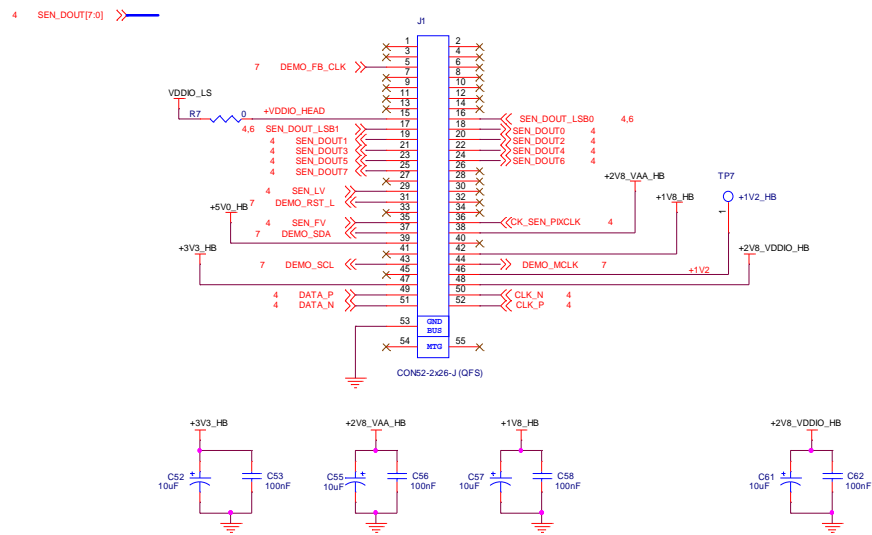 4 SEN_DOUT[7:0]
J1
1 2
3 4
7 DEMO_FB_CLK 5 6
7 8
9 10
VDDIO_LS 11 12
13 14
R7 0 +VDDIO_HEAD 15 16 SEN_DOUT_LSB0 4,6
4,6 SEN_DOUT_LSB1 17 18 SEN_DOUT0 4
4 SEN_DOUT1 19 20 SEN_DOUT2 4
4 SEN_DOUT3 21 22 SEN_DOUT4 4
4 SEN_DOUT5 23 24 SEN_DOUT6 4
4 SEN_DOUT7 25 26
27 28 +2V8_VAA_HB TP7
4 SEN_LV 29 30 +1V8_HB +1V2_HB
7 DEMO_RST_L 31 32
+5V0_HB 33 34 1
4 SEN_FV 35 36 CK_SEN_PIXCLK 4
7 DEMO_SDA 37 38
39 40
+3V3_HB 41 42 +2V8_VDDIO_HB
7 DEMO_SCL 43 44 DEMO_MCLK 7
45 46 +1V2
47 48
4 DATA_P 49 50 CLK_N 4
4 DATA_N 51 52 CLK_P 4
53 GND
BUS
54 MTG 55
CON52-2x26-J (QFS)
+3V3_HB +2V8_VAA_HB +1V8_HB +2V8_VDDIO_HB
C52 + C53 C55 + C56 C57 + C58 C61 + C62
10uF 100nF 10uF 100nF 10uF 100nF 10uF 100nF